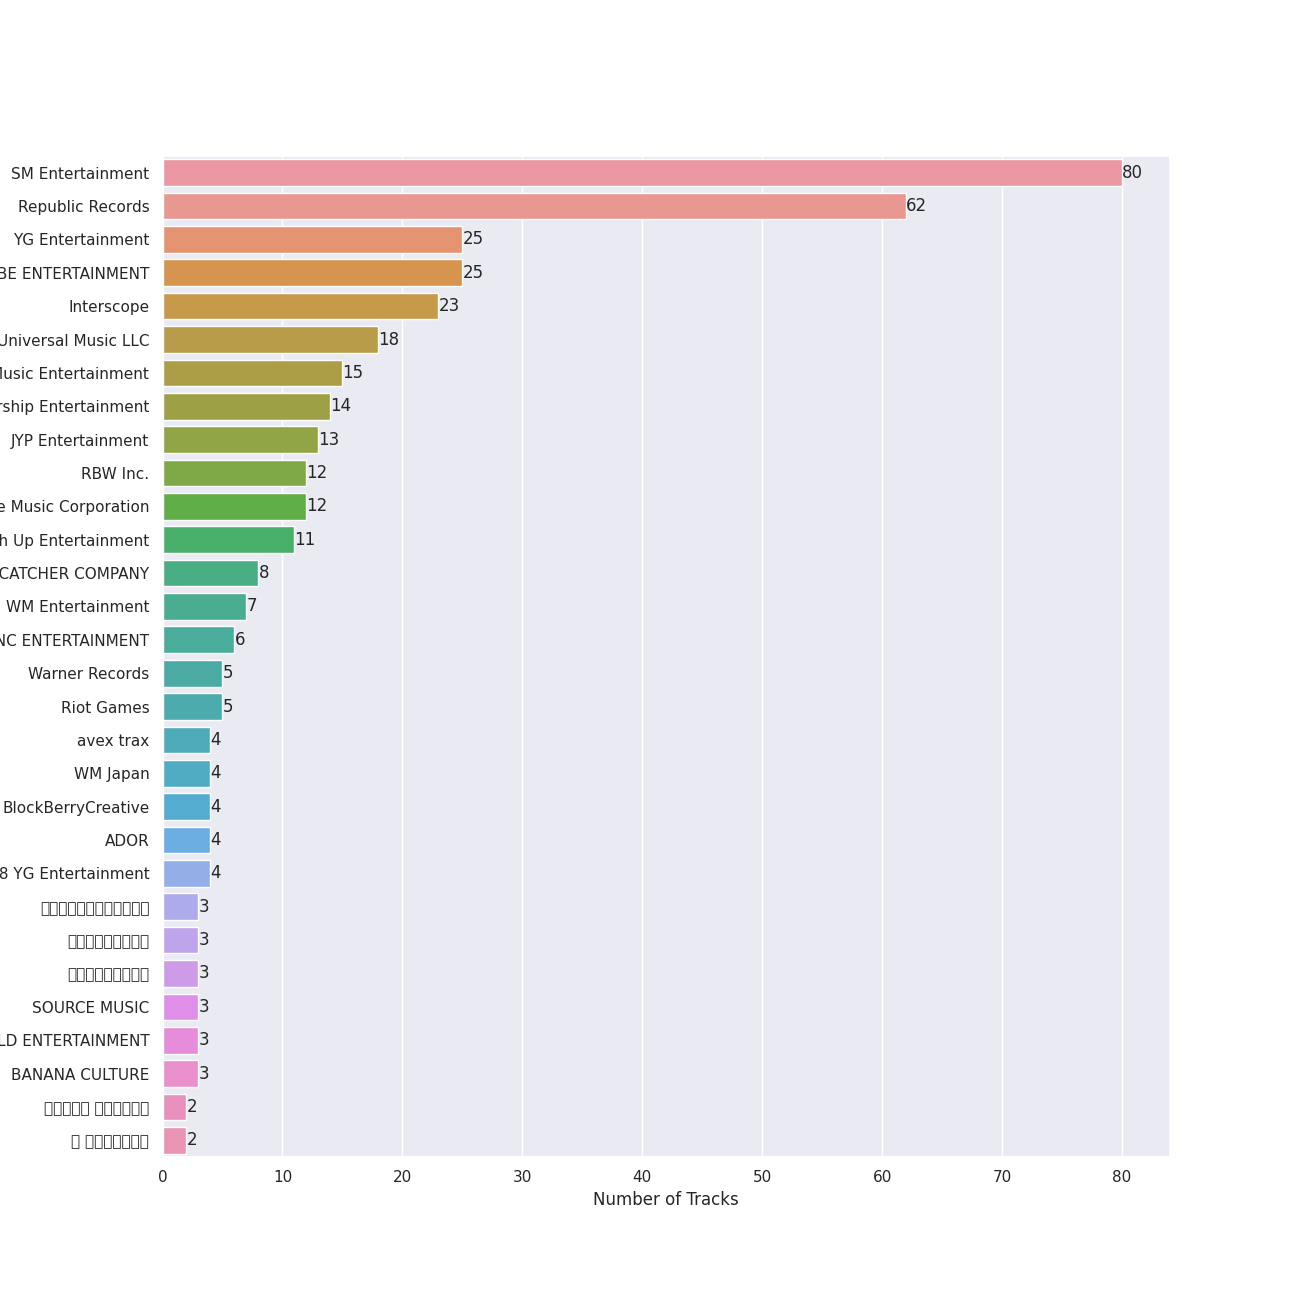 SM Entertainment 80
Republic Records 62
YG Entertainment 25
BE ENTERTAINMENT 25
Interscope 23
Universal Music LLC 18
Music Entertainment 15
rship Entertainment 14
JYP Entertainment 13
RBW Inc. 12
e Music Corporation 12
h Up Entertainment 11
CATCHER COMPANY 8
WM Entertainment 7
NC ENTERTAINMENT 6
Warner Records 5
Riot Games 5
avex trax 4
WM Japan 4
BlockBerryCreative 4
ADOR 4
8 YG Entertainment 4
3
3
3
SOURCE MUSIC 3
LD ENTERTAINMENT 3
BANANA CULTURE 3
2
2
0 10 20 30 40 50 60 70 80
Number of Tracks